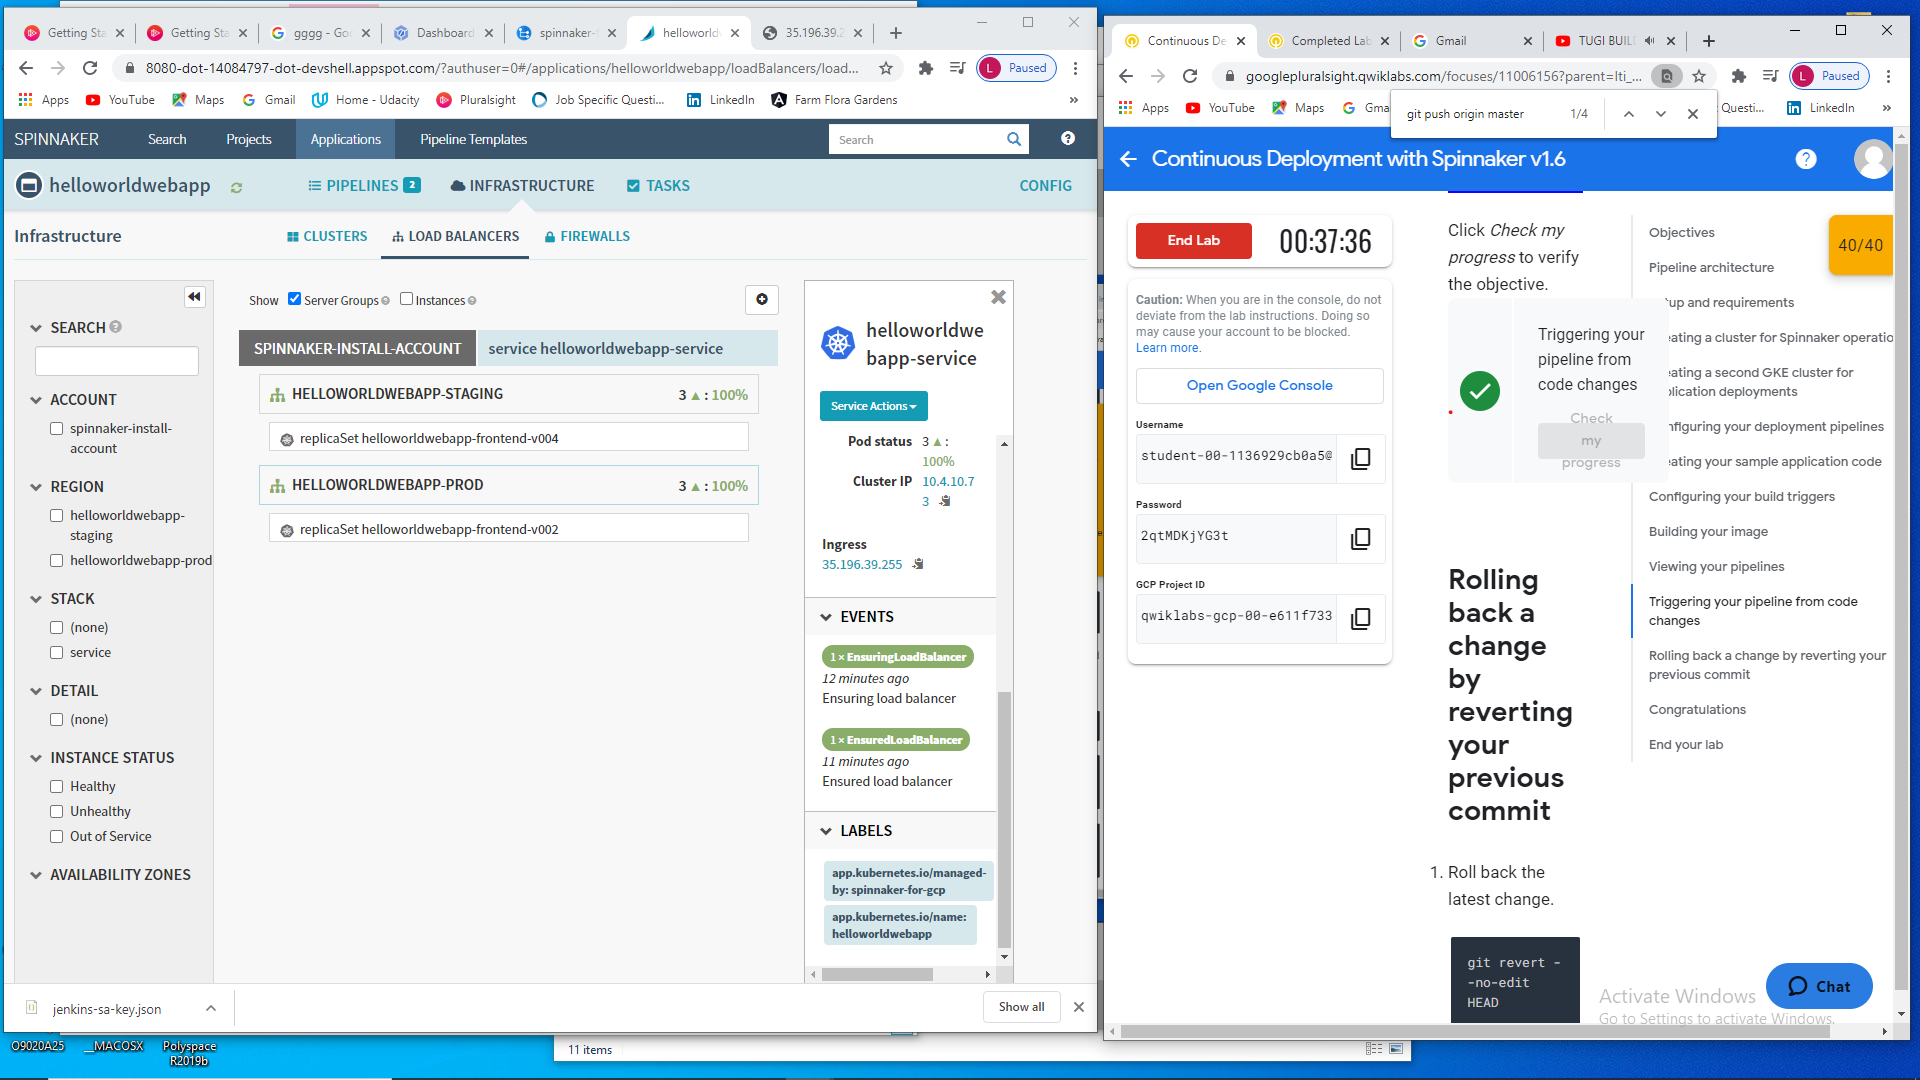 Getting Sta
Getting Sta
gggg - Goo
Dashboard
spinnaker-
helloworldw
35.196.39.2
8080-dot-14084797-dot-devshell.appspot.com/?authuser=0#/applications/helloworldwebapp/loadBalancers/load...
L Paused
Apps YouTube Maps Gmail Home - Udacity Pluralsight Job Specific Questi... LinkedIn Farm Flora Gardens »
SPINNAKER Search Projects Applications Pipeline Templates Search
helloworldwebapp PIPELINES 2 INFRASTRUCTURE TASKS CONFIG
Infrastructure CLUSTERS LOAD BALANCERS FIREWALLS
SEARCH
ACCOUNT
spinnaker-install-
account
REGION
helloworldwebapp-
staging
helloworldwebapp-prod
STACK
(none)
service
DETAIL
(none)
INSTANCE STATUS
Healthy
Unhealthy
Out of Service
AVAILABILITY ZONES
Show Server Groups Instances
SPINNAKER-INSTALL-ACCOUNT service helloworldwebapp-service
HELLOWORLDWEBAPP-STAGING 3 : 100%
replicaSet helloworldwebapp-frontend-v004
HELLOWORLDWEBAPP-PROD 3 : 100%
replicaSet helloworldwebapp-frontend-v002
helloworldwe
bapp-service
Service Actions
Pod status 3 :
100%
Cluster IP 10.4.10.7
3
Ingress
35.196.39.255
EVENTS
1 × EnsuringLoadBalancer
12 minutes ago
Ensuring load balancer
1 × EnsuredLoadBalancer
11 minutes ago
Ensured load balancer
LABELS
app.kubernetes.io/managed-
by: spinnaker-for-gcp
app.kubernetes.io/name:
helloworldwebapp
jenkins-sa-key.json
Show all
O9020A25 __MACOSX Polyspace
R2019b
11 items
Continuous De
Completed Lab
Gmail
TUGI BUIL
googlepluralsight.qwiklabs.com/focuses/11006156?parent=lti_...
L Paused
Apps YouTube Maps Gma Questi... LinkedIn »
git push origin master 1/4
Continuous Deployment with Spinnaker v1.6
End Lab 00:37:36
Caution: When you are in the console, do not
deviate from the lab instructions. Doing so
may cause your account to be blocked.
Learn more.
Open Google Console
Username
student-00-1136929cb0a5@
Password
2qtMDKjYG3t
GCP Project ID
qwiklabs-gcp-00-e611f733
Click Check my
progress to verify
the objective.
Triggering your
pipeline from
code changes
Check
my
progress
Rolling
back a
change
by
reverting
your
previous
commit
1. Roll back the
latest change.
git revert -
-no-edit
HEAD
40/40
Objectives
Pipeline architecture
up and requirements
eating a cluster for Spinnaker operatio
eating a second GKE cluster for
plication deployments
nfiguring your deployment pipelines
eating your sample application code
Configuring your build triggers
Building your image
Viewing your pipelines
Triggering your pipeline from code
changes
Rolling back a change by reverting your
previous commit
Congratulations
End your lab
Chat
Activate Windows
Go to Settings to activate Windows.